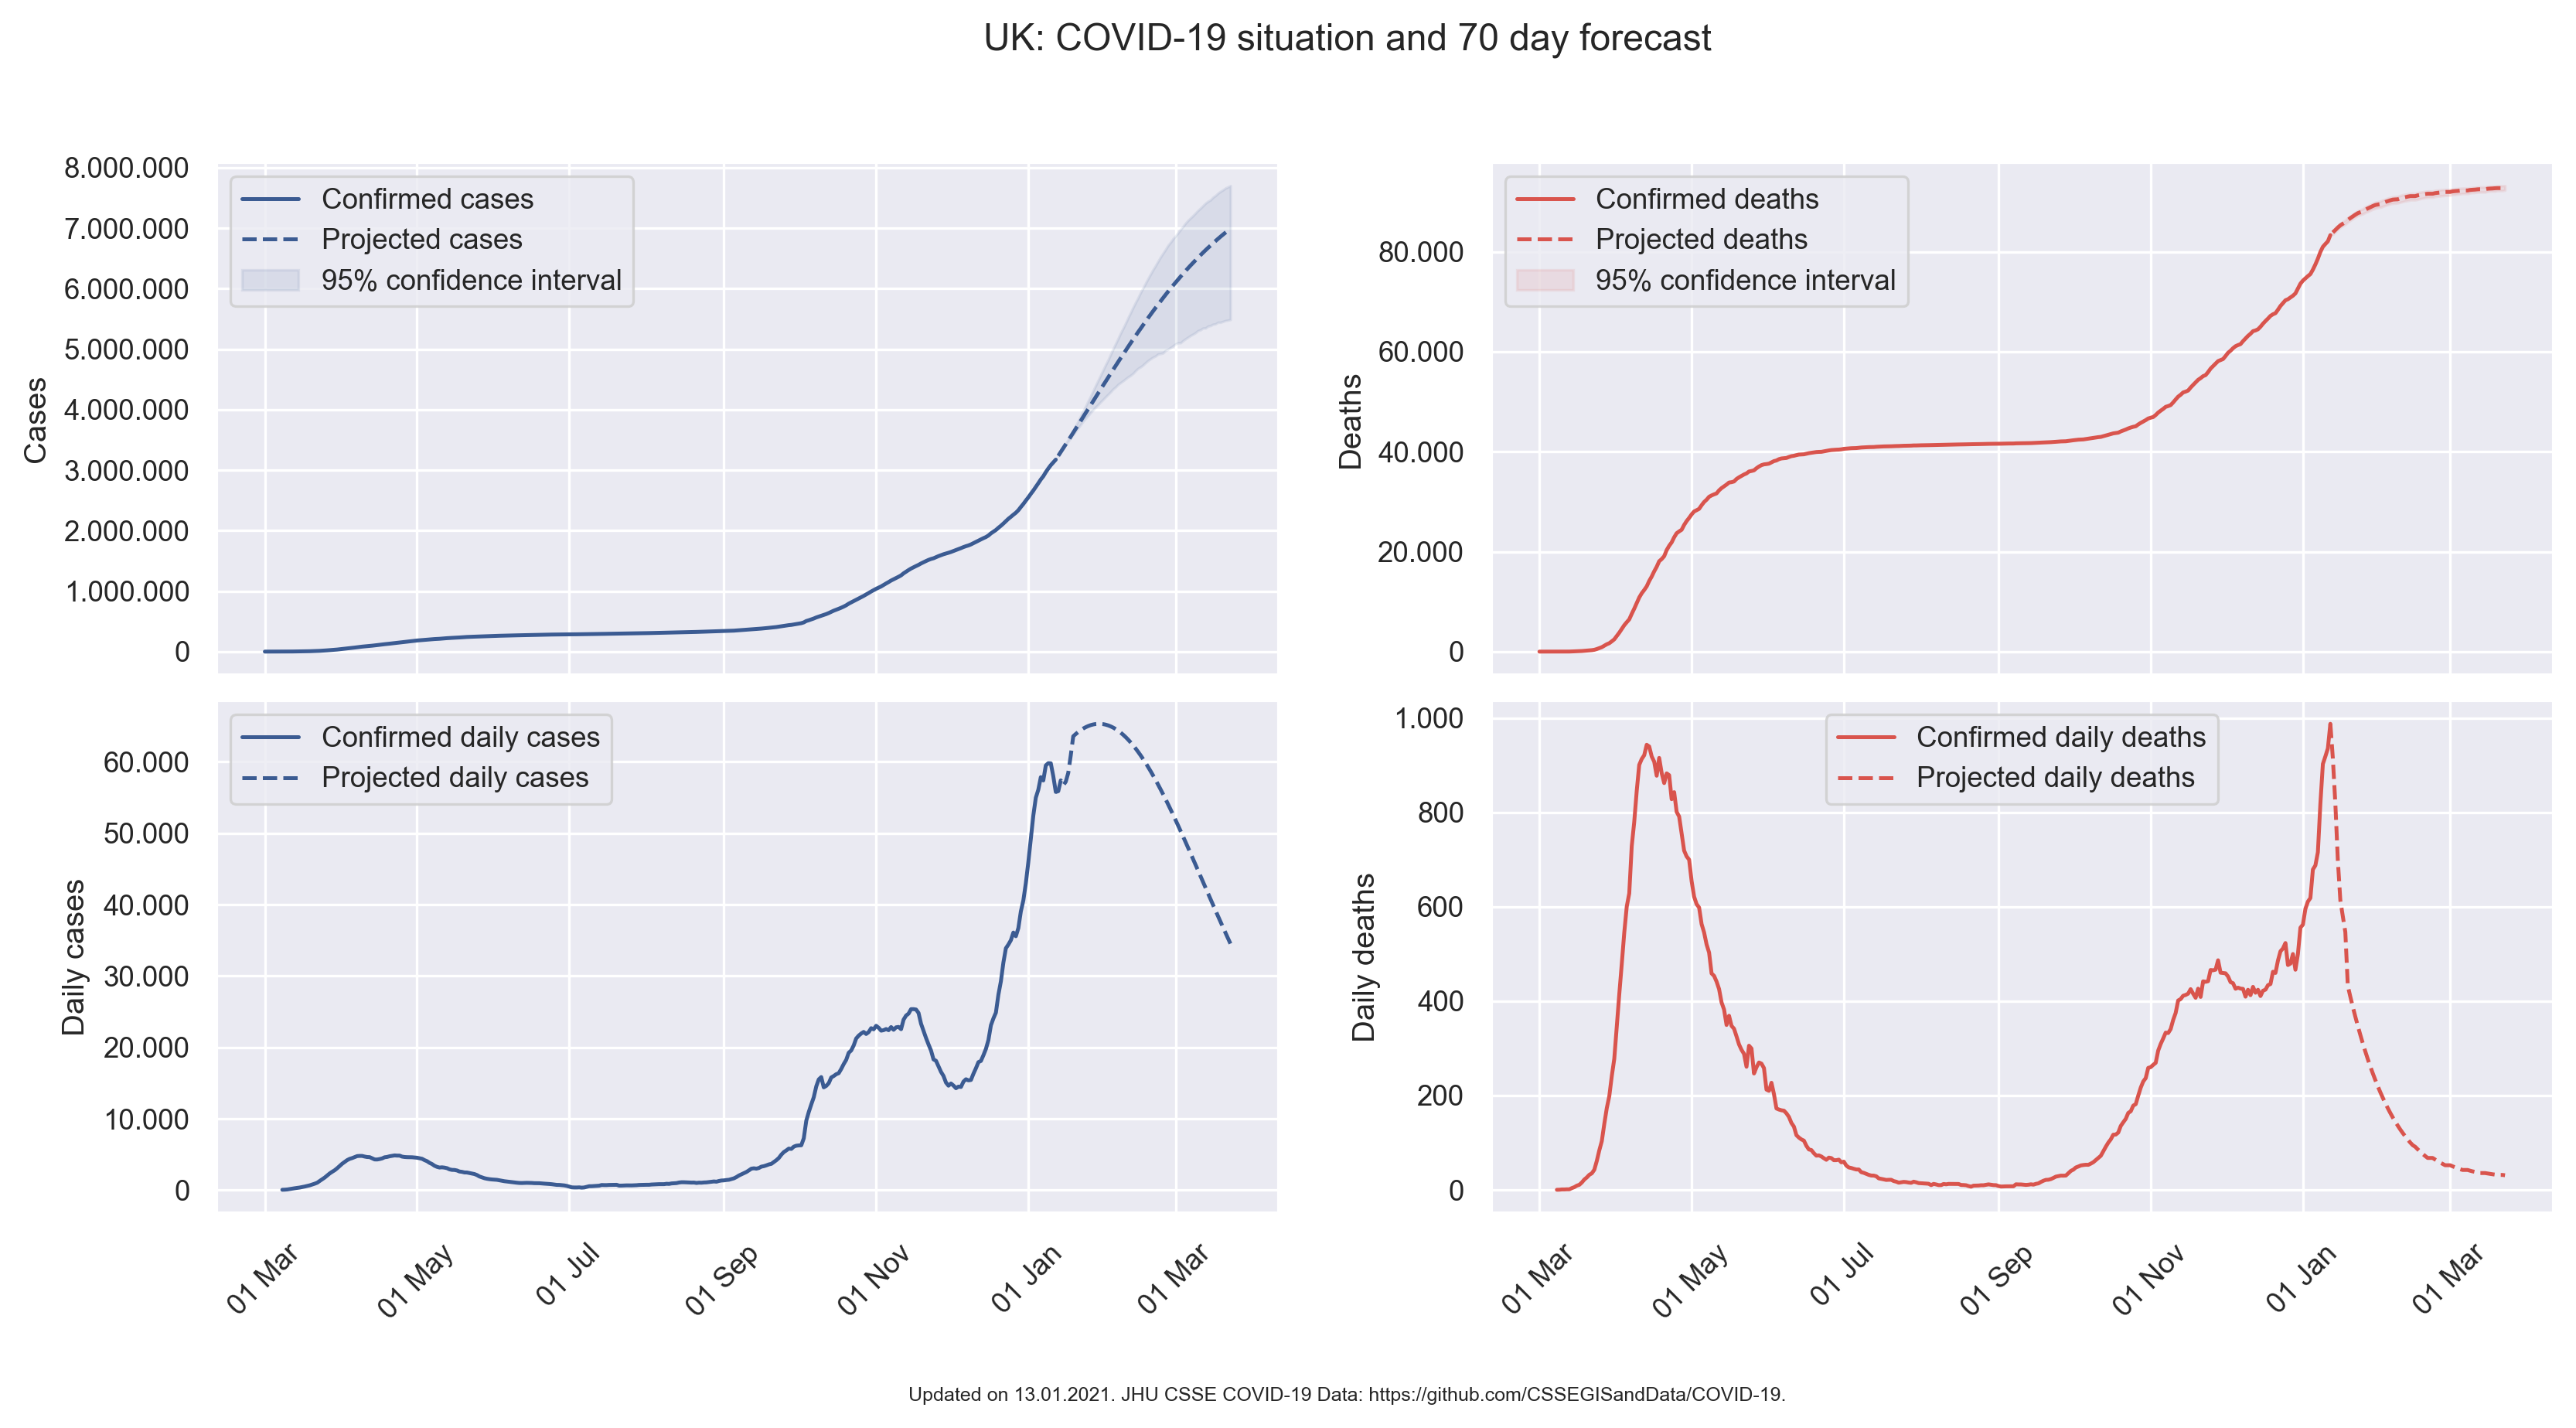 UK: COVID-19 situation and 70 day forecast
8.000.000
7.000.000
6.000.000
5.000.000
4.000.000
3.000.000
2.000.000
1.000.000
0
Cases
Confirmed cases
Projected cases
95% confidence interval
80.000
60.000
40.000
20.000
0
Deaths
Confirmed deaths
Projected deaths
95% confidence interval
60.000
50.000
40.000
30.000
20.000
10.000
0
Daily cases
Confirmed daily cases
Projected daily cases
01 Mar
01 May
01 Jul
01 Sep
01 Nov
01 Jan
01 Mar
1.000
800
600
400
200
0
Daily deaths
Confirmed daily deaths
Projected daily deaths
01 Mar
01 May
01 Jul
01 Sep
01 Nov
01 Jan
01 Mar
Updated on 13.01.2021. JHU CSSE COVID-19 Data: https://github.com/CSSEGISandData/COVID-19.